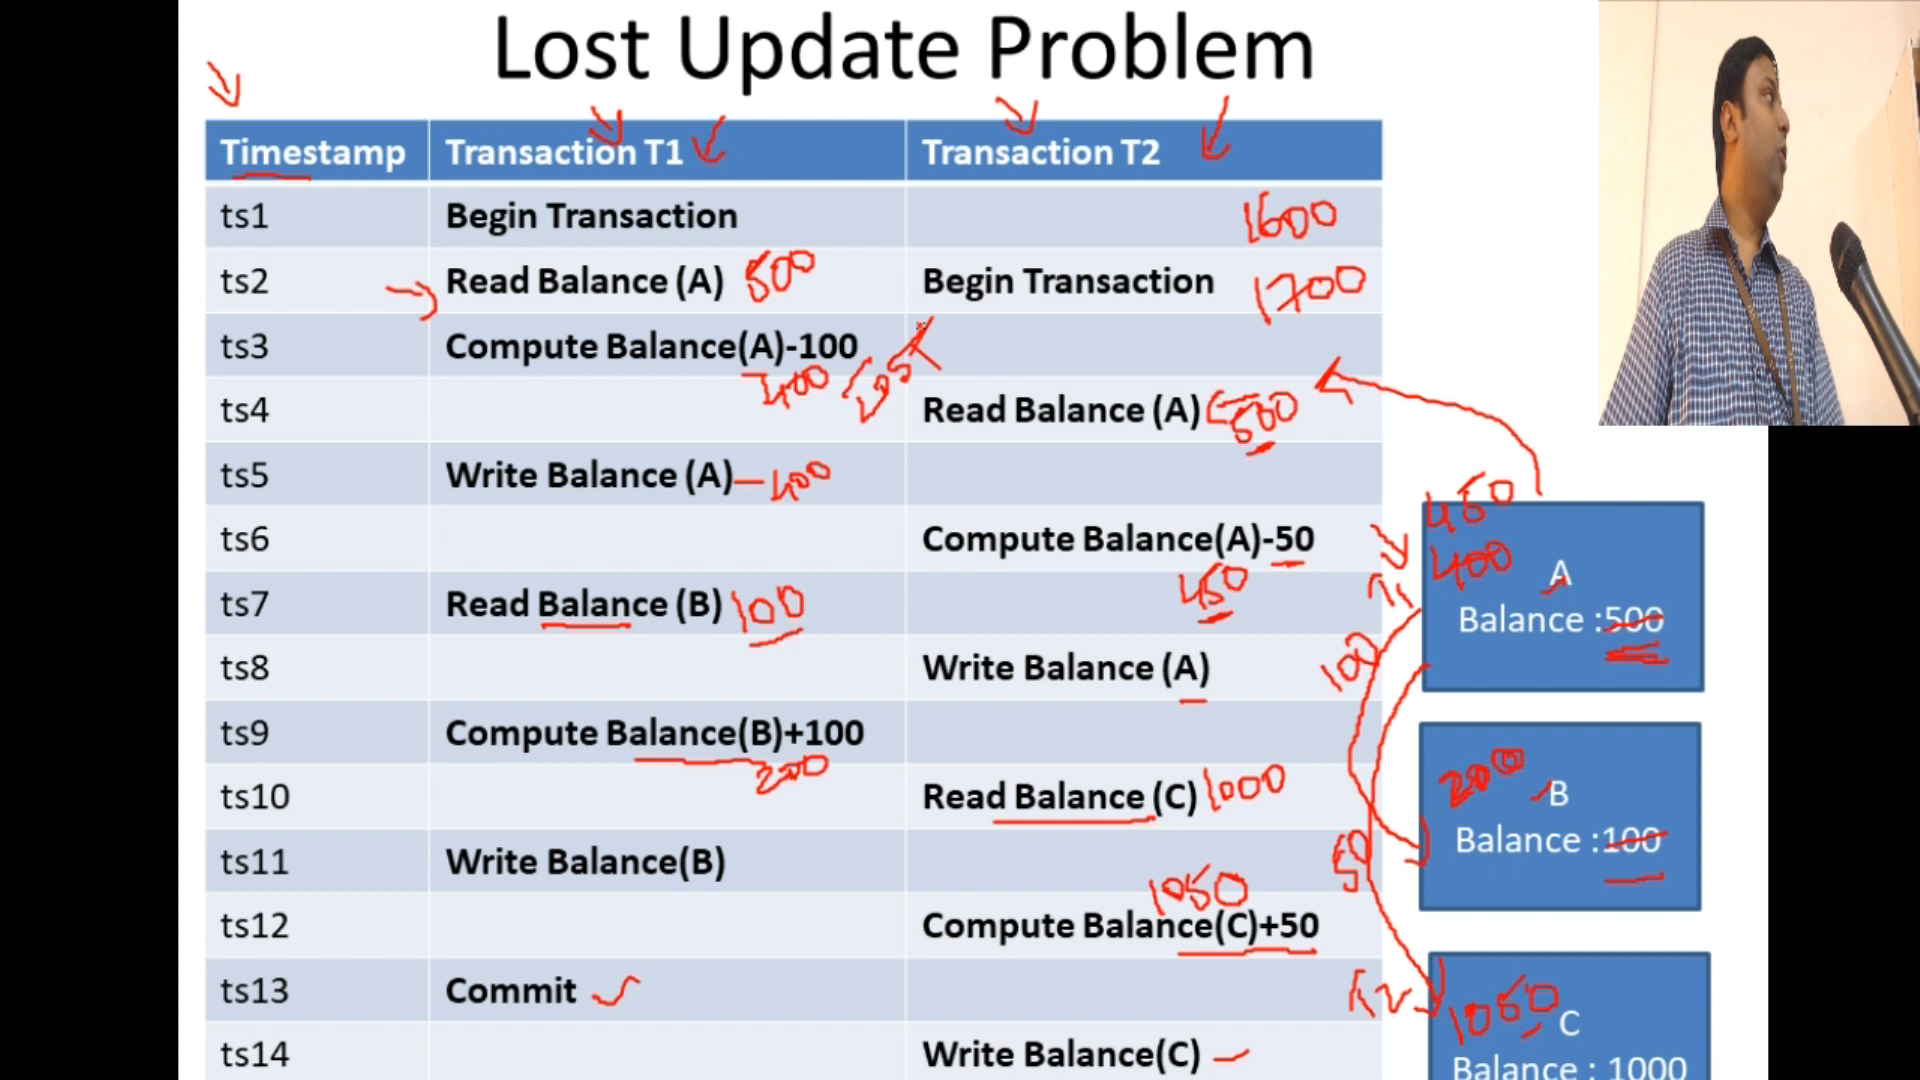 Lost Update Problem
Timestamp Transaction T1 Transaction T2
ts1 Begin Transaction 1600
ts2 Read Balance (A) 500 Begin Transaction 1700
ts3 Compute Balance(A)-100
400 Lost
ts4 Read Balance (A) 500
ts5 Write Balance (A) 400
ts6 Compute Balance(A)-50
450
ts7 Read Balance (B) 100
ts8 Write Balance (A)
ts9 Compute Balance(B)+100
200
ts10 Read Balance (C) 1000
ts11 Write Balance(B)
1050
ts12 Compute Balance(C)+50
ts13 Commit
ts14 Write Balance(C)
450
400
A
Balance :500
100
200
B
Balance :100
50
1050
C
Balance : 1000